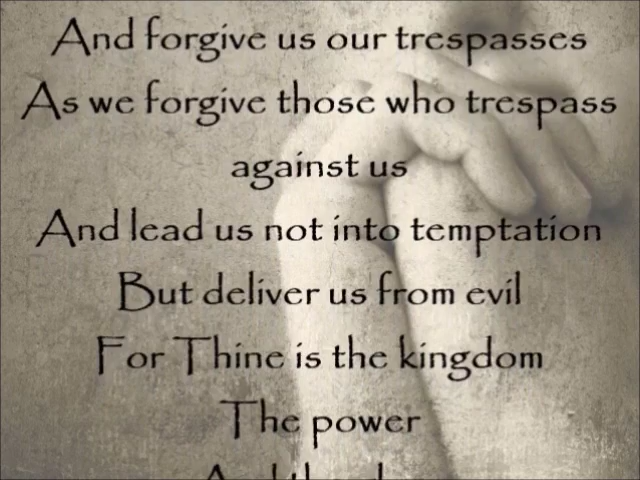 And forgive us our trespasses
As we forgive those who trespass
against us
And lead us not into temptation
But deliver us from evil
For Thine is the kingdom
The power